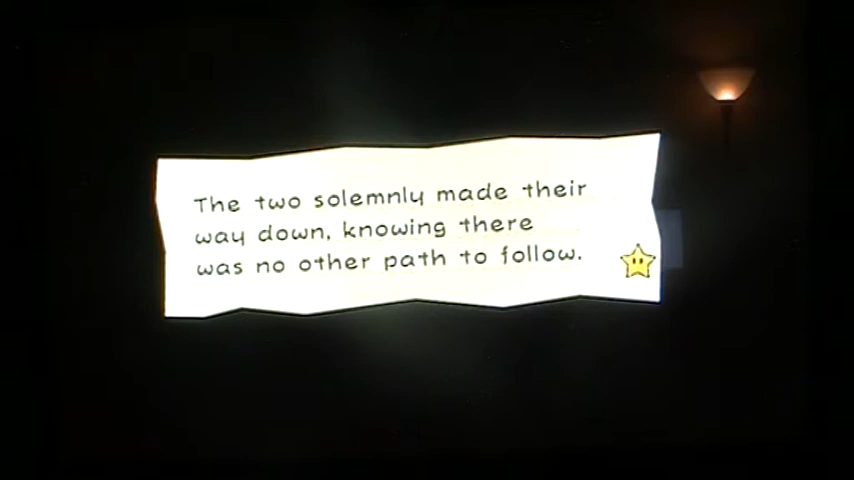 The two solemnly made their
way down, knowing there
was no other path to follow.